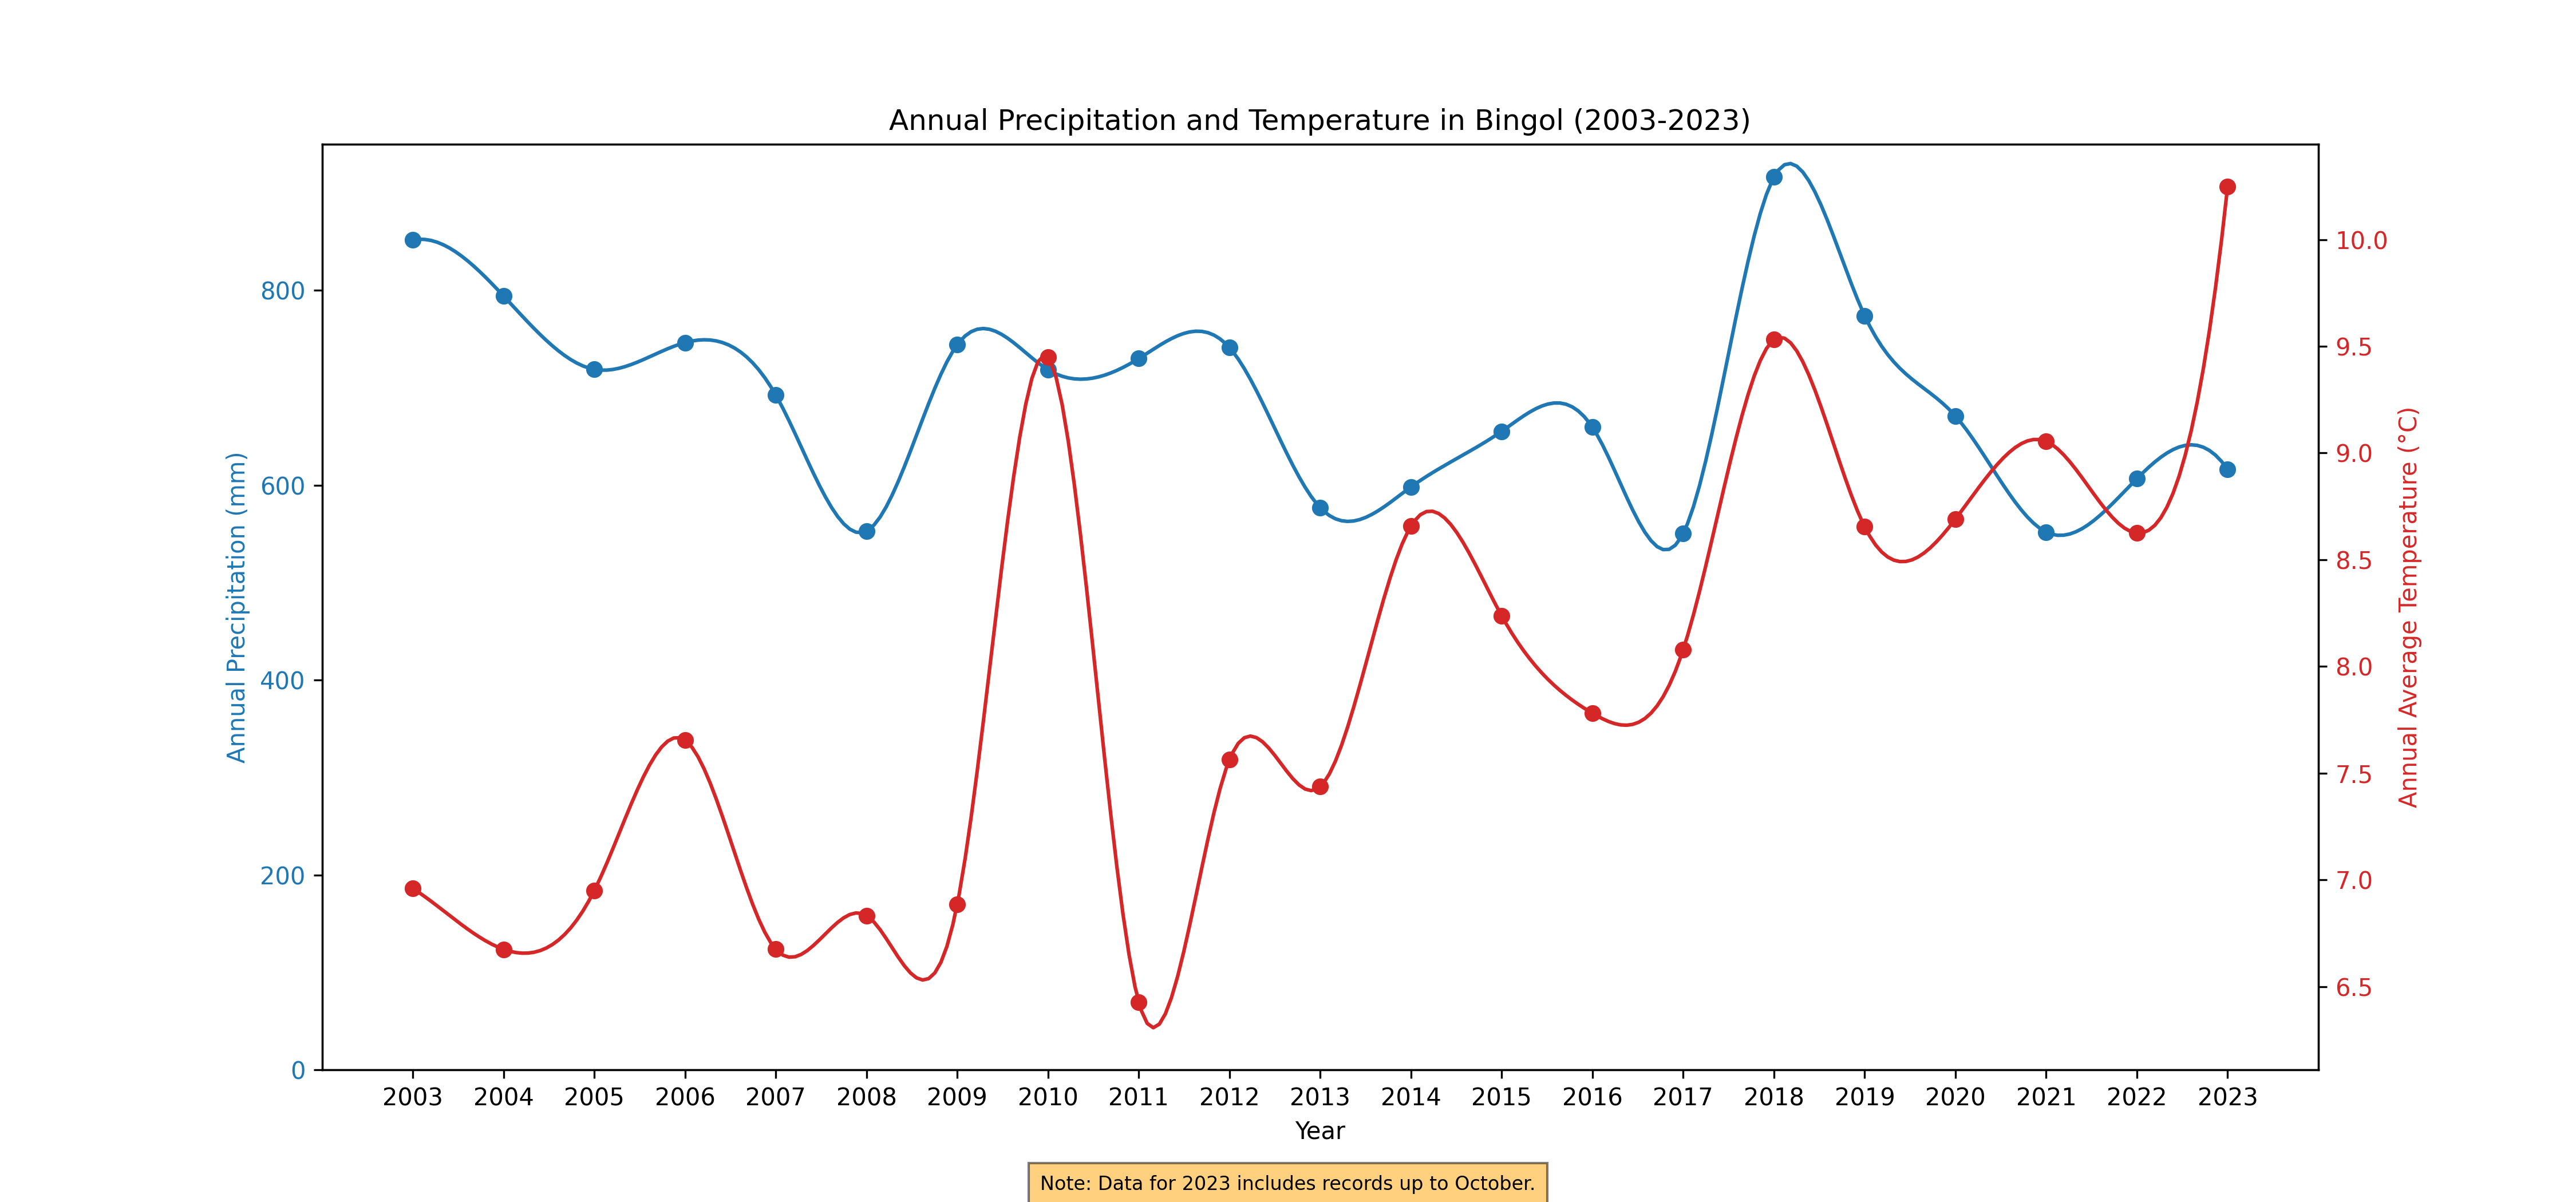 Annual Precipitation and Temperature in Bingol (2003-2023)
Annual Precipitation (mm)
800
600
400
200
0
10.0
9.5
9.0
8.5
8.0
7.5
7.0
6.5
Annual Average Temperature (°C)
2003 2004 2005 2006 2007 2008 2009 2010 2011 2012 2013 2014 2015 2016 2017 2018 2019 2020 2021 2022 2023
Year
Note: Data for 2023 includes records up to October.